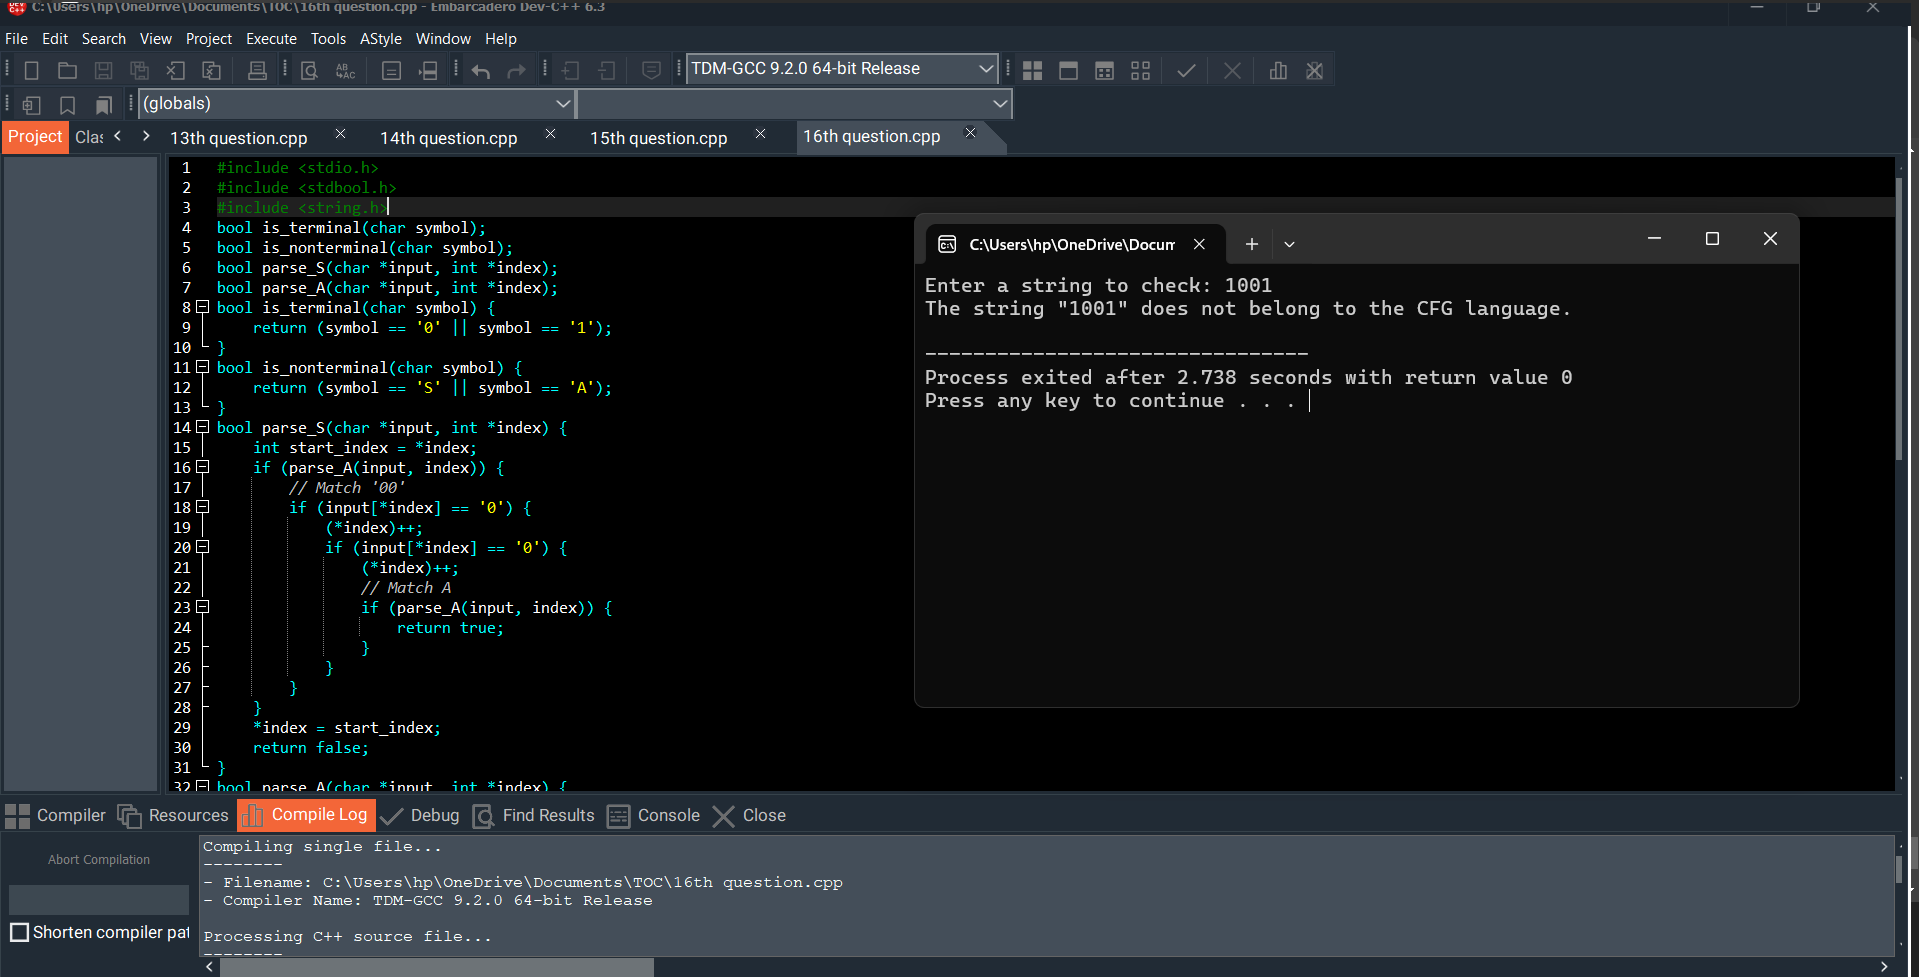 C:\Users\hp\OneDrive\Documents\TOC\16th question.cpp - Embarcadero Dev-C++ 6.3
File Edit Search View Project Execute Tools AStyle Window Help
TDM-GCC 9.2.0 64-bit Release
(globals)
Project Clas 13th question.cpp 14th question.cpp 15th question.cpp 16th question.cpp
1 #include <stdio.h>
2 #include <stdbool.h>
3 #include <string.h>
4 bool is_terminal(char symbol);
5 bool is_nonterminal(char symbol);
6 bool parse_S(char *input, int *index);
7 bool parse_A(char *input, int *index);
8 bool is_terminal(char symbol) {
9 return (symbol == '0' || symbol == '1');
10 }
11 bool is_nonterminal(char symbol) {
12 return (symbol == 'S' || symbol == 'A');
13 }
14 bool parse_S(char *input, int *index) {
15 int start_index = *index;
16 if (parse_A(input, index)) {
17 // Match '00'
18 if (input[*index] == '0') {
19 (*index)++;
20 if (input[*index] == '0') {
21 (*index)++;
22 // Match A
23 if (parse_A(input, index)) {
24 return true;
25 }
26 }
27 }
28 }
29 *index = start_index;
30 return false;
31 }
32 bool parse_A(char *input, int *index) {
C:\Users\hp\OneDrive\Docum
Enter a string to check: 1001
The string "1001" does not belong to the CFG language.
--------------------------------
Process exited after 2.738 seconds with return value 0
Press any key to continue . . .
Compiler Resources Compile Log Debug Find Results Console Close
Abort Compilation
Shorten compiler pat
Compiling single file...
--------
- Filename: C:\Users\hp\OneDrive\Documents\TOC\16th question.cpp
- Compiler Name: TDM-GCC 9.2.0 64-bit Release
Processing C++ source file...
--------